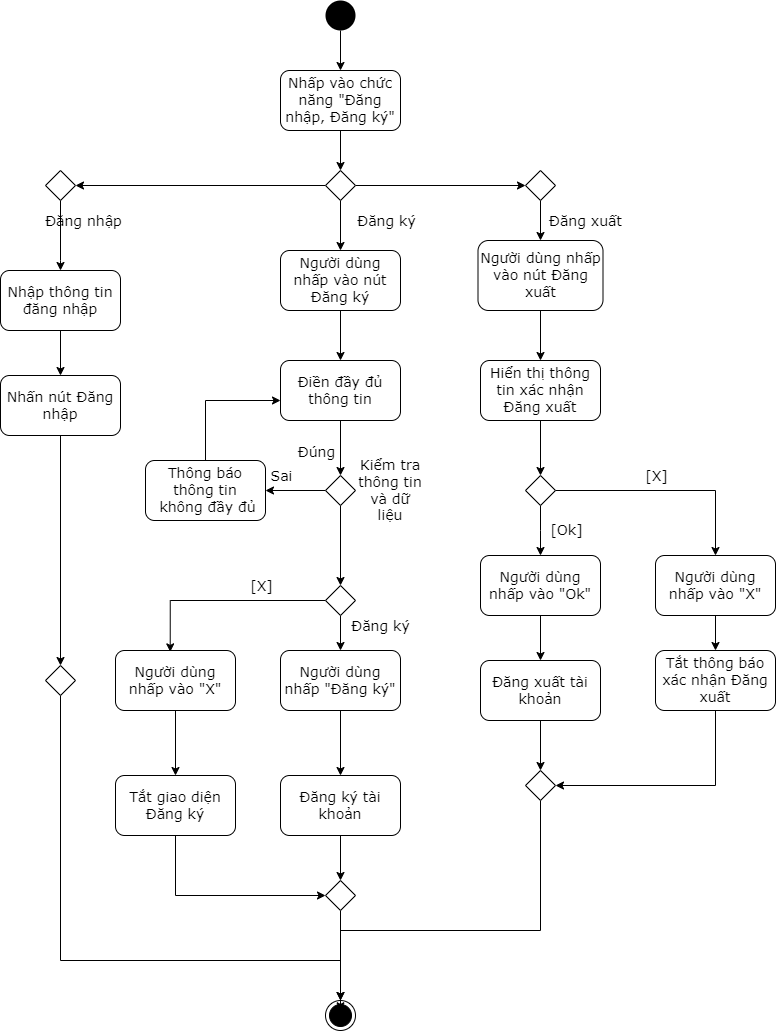 Nhấp vào chức
năng "Đăng
nhập, Đăng ký"
Đăng nhập
Đăng ký
Đăng xuất
Nhập thông tin
đăng nhập
Người dùng
nhấp vào nút
Đăng ký
Người dùng nhấp
vào nút Đăng
xuất
Nhấn nút Đăng
nhập
Điền đầy đủ
thông tin
Hiển thị thông
tin xác nhận
Đăng xuất
Đúng
Kiểm tra
thông tin
và dữ
liệu
Sai
Thông báo
thông tin
không đầy đủ
[X]
[Ok]
Người dùng
nhấp vào "Ok"
Người dùng
nhấp vào "X"
[X]
Đăng ký
Người dùng
nhấp vào "X"
Người dùng
nhấp "Đăng ký"
Đăng xuất tài
khoản
Tắt thông báo
xác nhận Đăng
xuất
Tắt giao diện
Đăng ký
Đăng ký tài
khoản